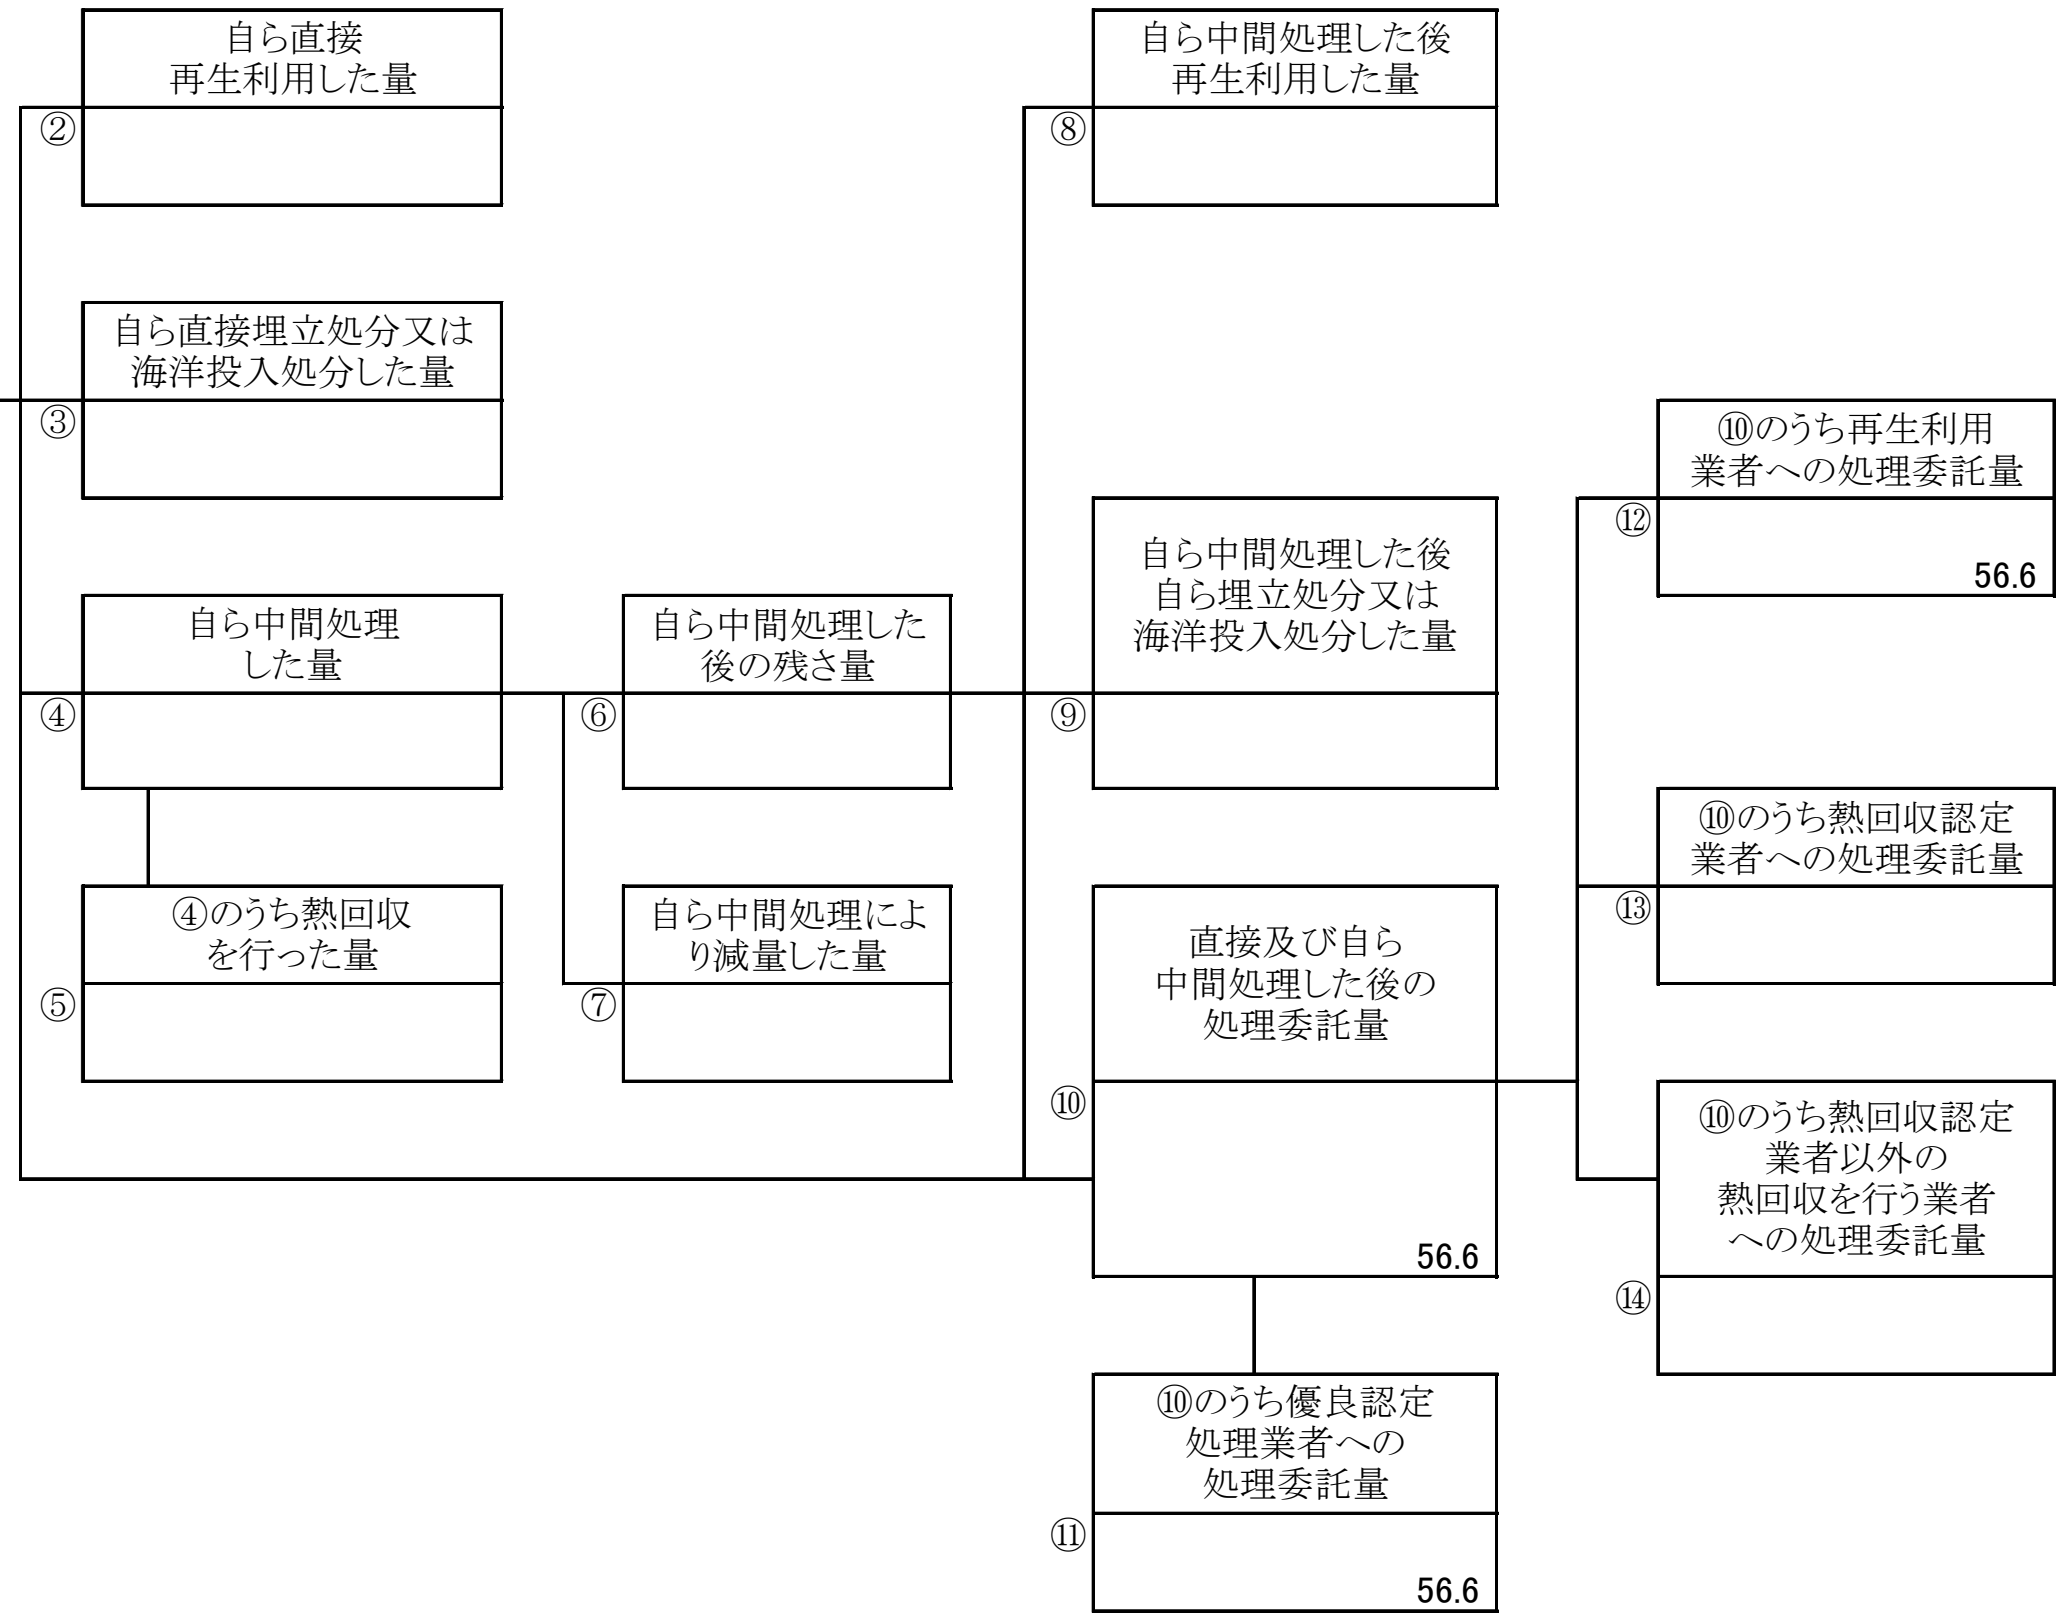 自ら直接
再生利用した量
②
自ら中間処理した後
再生利用した量
⑧
自ら直接埋立処分又は
海洋投入処分した量
③
⑩のうち再生利用
業者への処理委託量
⑫
56.6
自ら中間処理した後
自ら埋立処分又は
海洋投入処分した量
⑨
自ら中間処理
した量
④
自ら中間処理した
後の残さ量
⑥
⑩のうち熱回収認定
業者への処理委託量
⑬
④のうち熱回収
を行った量
⑤
自ら中間処理によ
り減量した量
⑦
直接及び自ら
中間処理した後の
処理委託量
⑩
56.6
⑩のうち熱回収認定
業者以外の
熱回収を行う業者
への処理委託量
⑭
⑩のうち優良認定
処理業者への
処理委託量
⑪
56.6